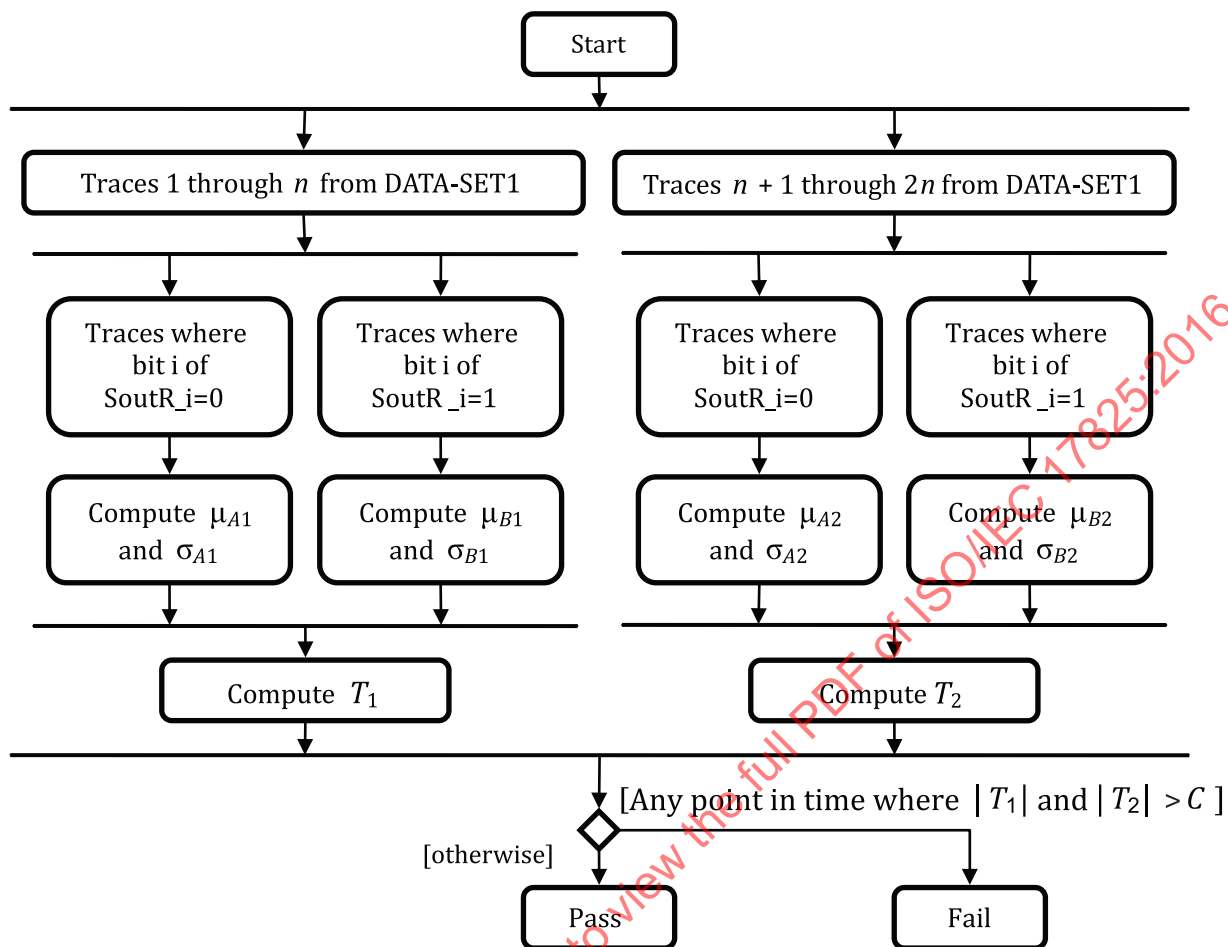 Start
Traces 1 through n from DATA-SET1
Traces n + 1 through 2n from DATA-SET1
Traces where
bit i of
SoutR_i=0
Traces where
bit i of
SoutR _i=1
Traces where
bit i of
SoutR_i=0
Traces where
bit i of
SoutR _i=1
Compute μA1
and σA1
Compute μB1
and σB1
Compute μA2
and σA2
Compute μB2
and σB2
Compute T1
Compute T2
[Any point in time where |T1| and |T2| > C ]
[otherwise]
Pass
Fail
to view the full PDF of ISO/IEC 17825:2016